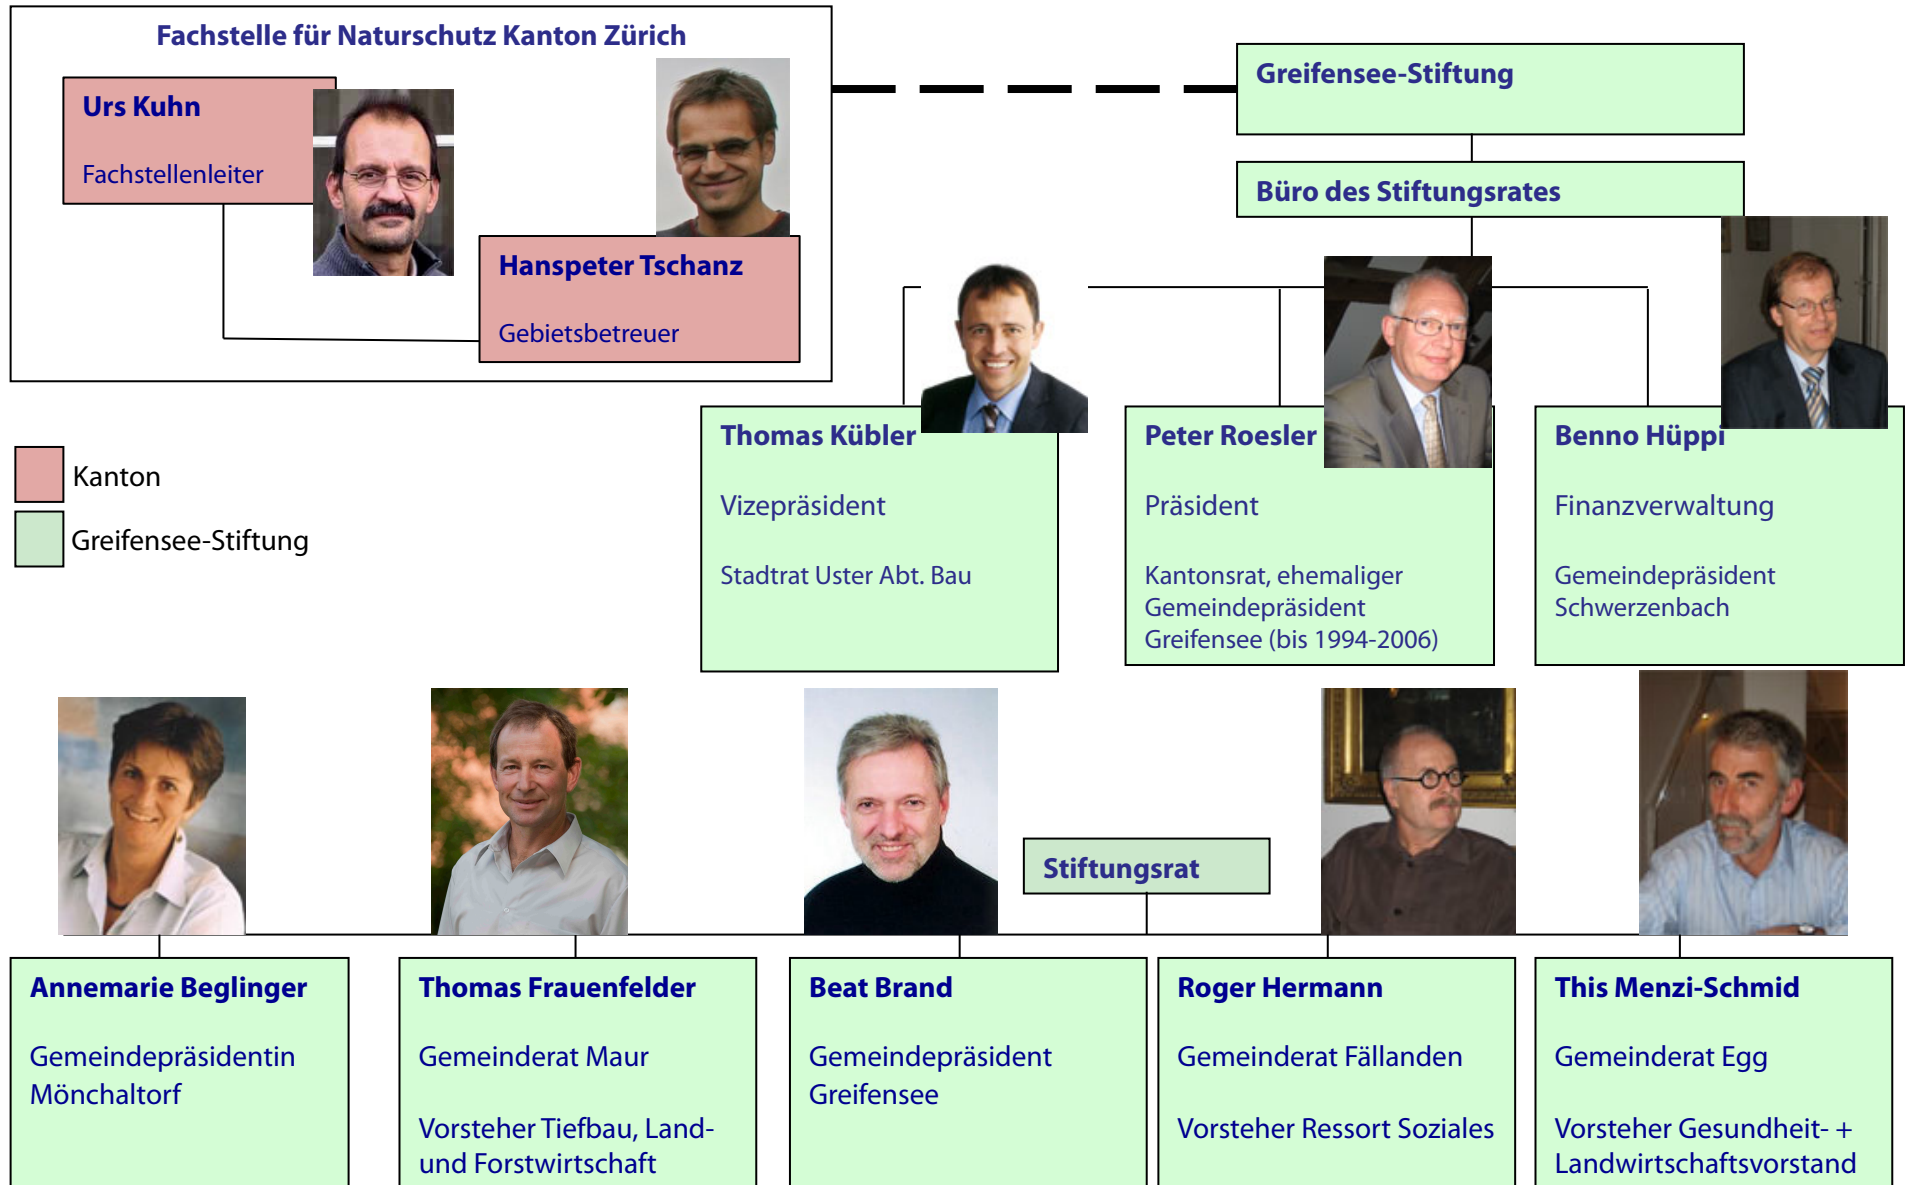 Fachstelle für Naturschutz Kanton Zürich
Urs Kuhn
Fachstellenleiter
Hanspeter Tschanz
Gebietsbetreuer
Greifensee-Stiftung
Büro des Stiftungsrates
Kanton
Greifensee-Stiftung
Thomas Kübler
Vizepräsident
Stadtrat Uster Abt. Bau
Peter Roesler
Präsident
Kantonsrat, ehemaliger
Gemeindepräsident
Greifensee (bis 1994-2006)
Benno Hüppi
Finanzverwaltung
Gemeindepräsident
Schwerzenbach
Stiftungsrat
Annemarie Beglinger
Gemeindepräsidentin
Mönchaltorf
Thomas Frauenfelder
Gemeinderat Maur
Vorsteher Tiefbau, Land-
und Forstwirtschaft
Beat Brand
Gemeindepräsident
Greifensee
Roger Hermann
Gemeinderat Fällanden
Vorsteher Ressort Soziales
This Menzi-Schmid
Gemeinderat Egg
Vorsteher Gesundheit- +
Landwirtschaftsvorstand